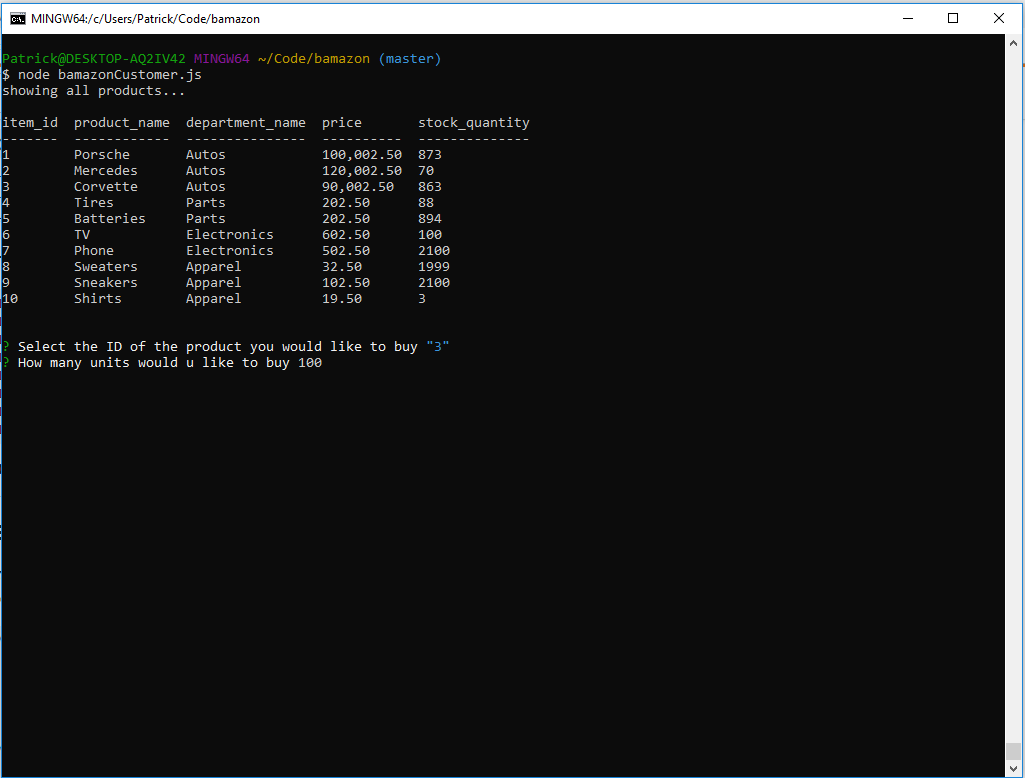 MINGW64:/c/Users/Patrick/Code/bamazon
Patrick@DESKTOP-AQ2IV42 MINGW64 ~/Code/bamazon (master)
$ node bamazonCustomer.js
showing all products...
item_id  product_name  department_name  price       stock_quantity
-------  ------------  ---------------  ----------  --------------
1        Porsche       Autos            100,002.50  873
2        Mercedes      Autos            120,002.50  70
3        Corvette      Autos            90,002.50   863
4        Tires         Parts            202.50      88
5        Batteries     Parts            202.50      894
6        TV            Electronics      602.50      100
7        Phone         Electronics      502.50      2100
8        Sweaters      Apparel          32.50       1999
9        Sneakers      Apparel          102.50      2100
10       Shirts        Apparel          19.50       3
? Select the ID of the product you would like to buy "3"
? How many units would u like to buy 100